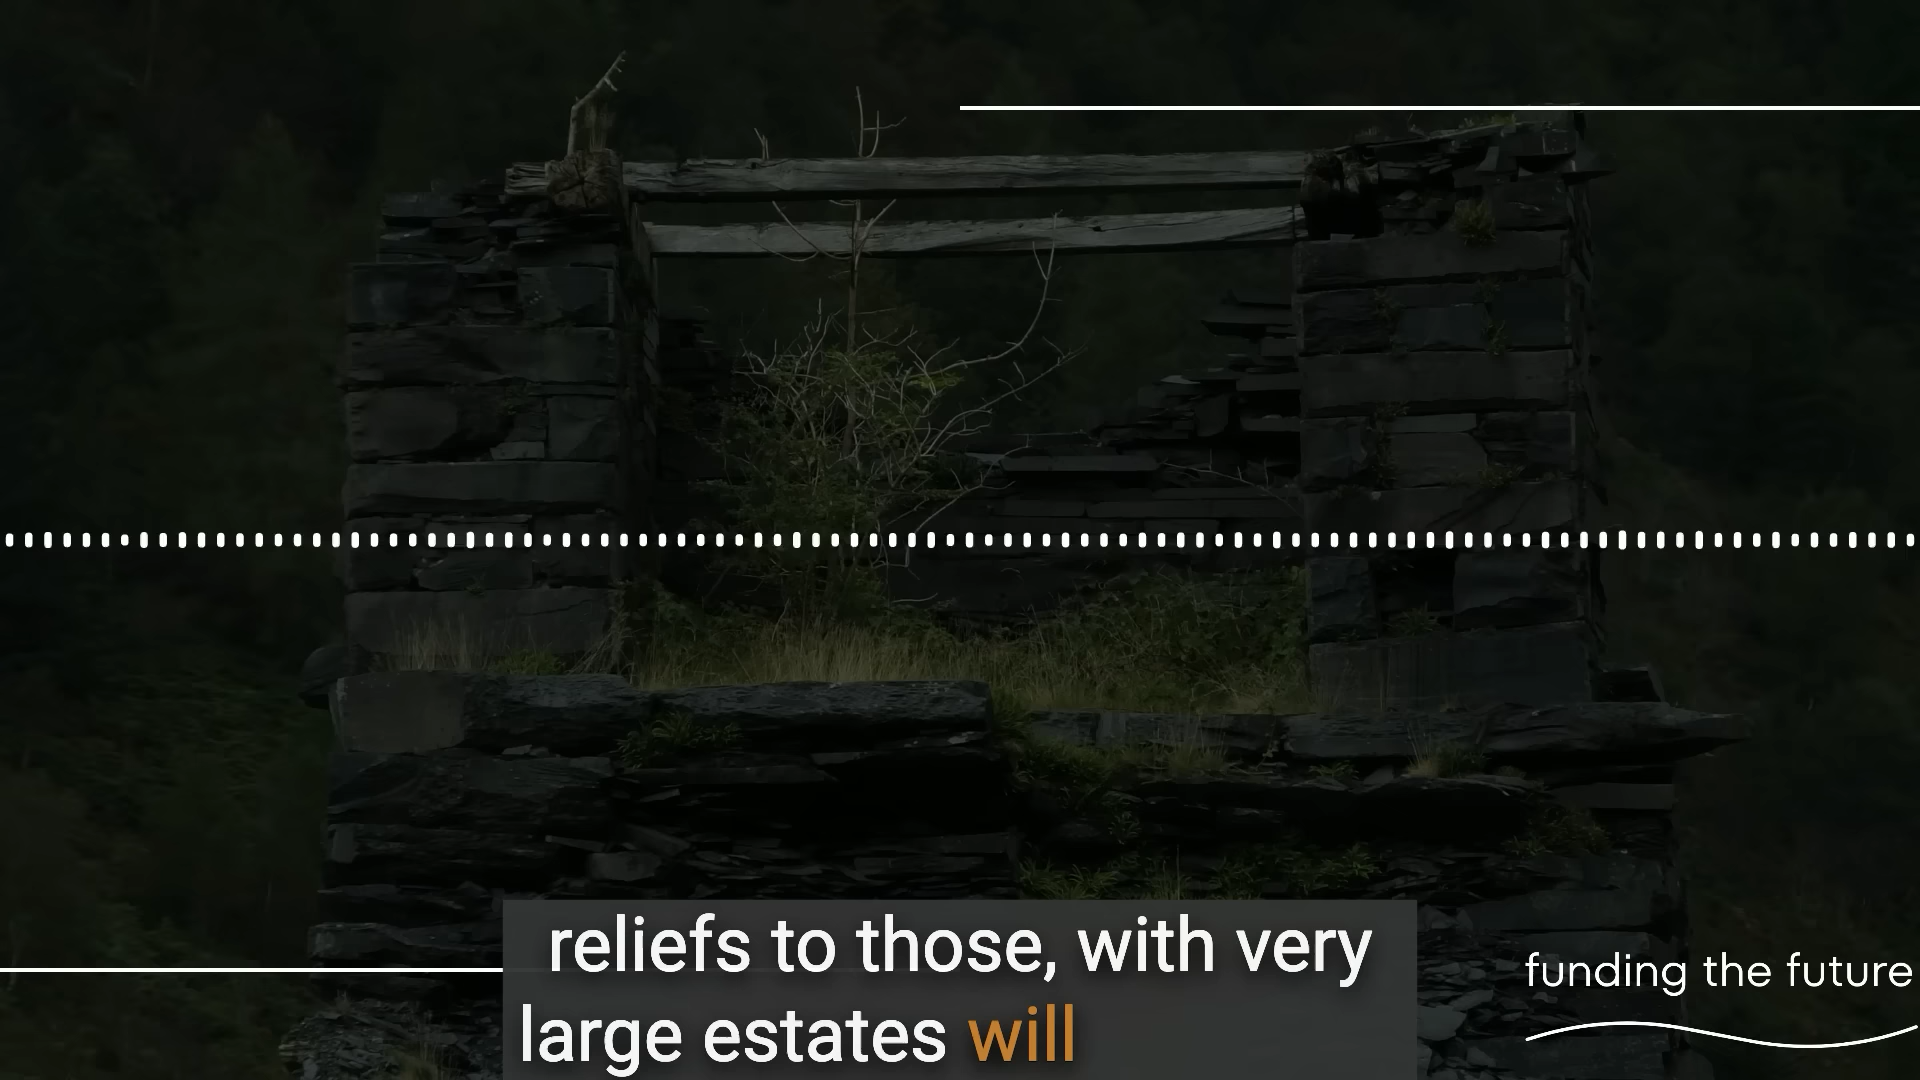 reliefs to those, with very
large estates will
funding the future